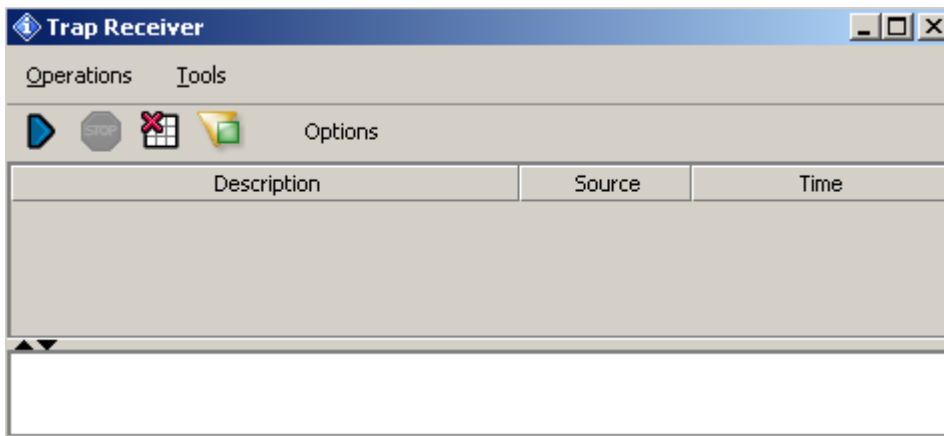 Trap Receiver
Operations Tools
STOP Options
Description Source Time